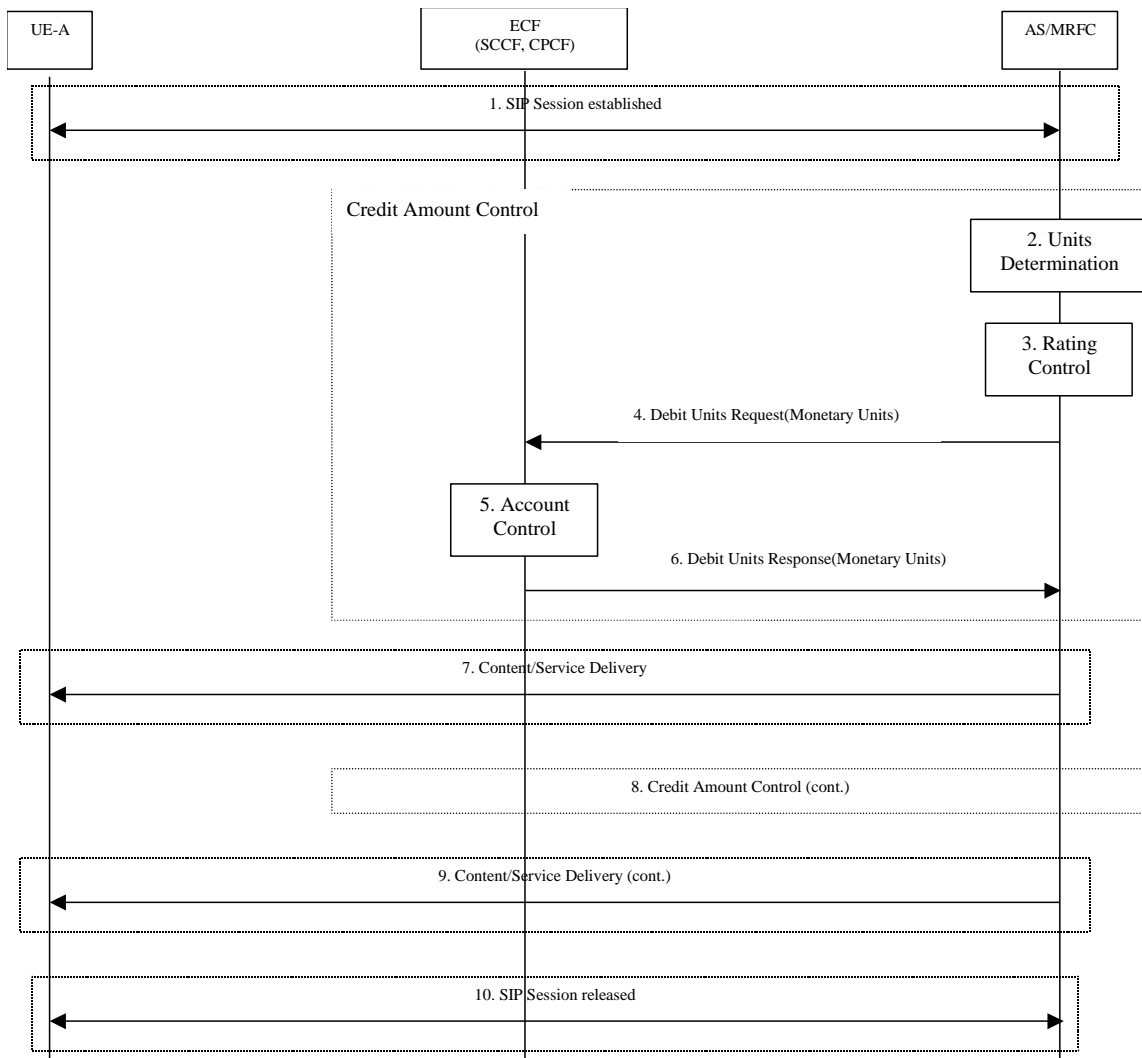 UE-A
ECF
(SCCF, CPCF)
AS/MRFC
1. SIP Session established
Credit Amount Control
2. Units
Determination
3. Rating
Control
4. Debit Units Request(Monetary Units)
5. Account
Control
6. Debit Units Response(Monetary Units)
7. Content/Service Delivery
8. Credit Amount Control (cont.)
9. Content/Service Delivery (cont.)
10. SIP Session released